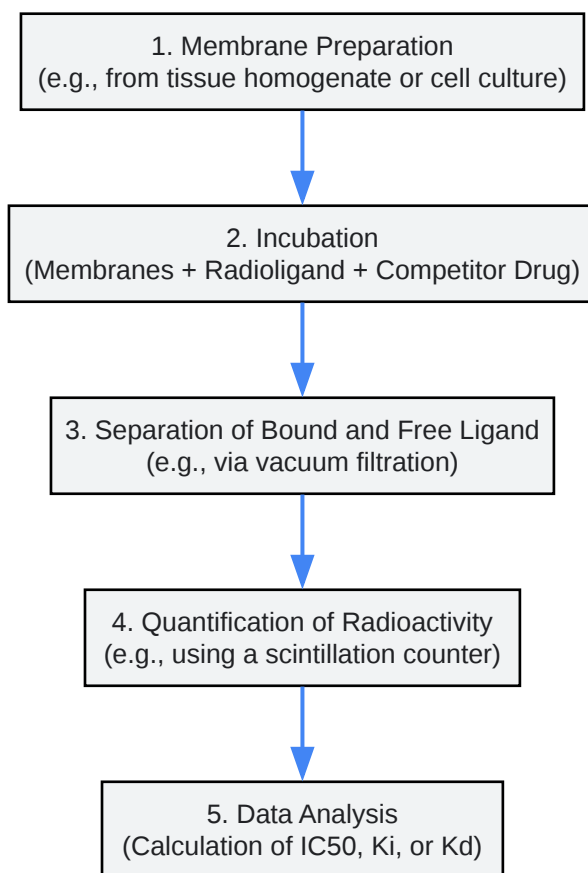 1. Membrane Preparation
(e.g., from tissue homogenate or cell culture)
2. Incubation
(Membranes + Radioligand + Competitor Drug)
3. Separation of Bound and Free Ligand
(e.g., via vacuum filtration)
4. Quantification of Radioactivity
(e.g., using a scintillation counter)
5. Data Analysis
(Calculation of IC50, Ki, or Kd)